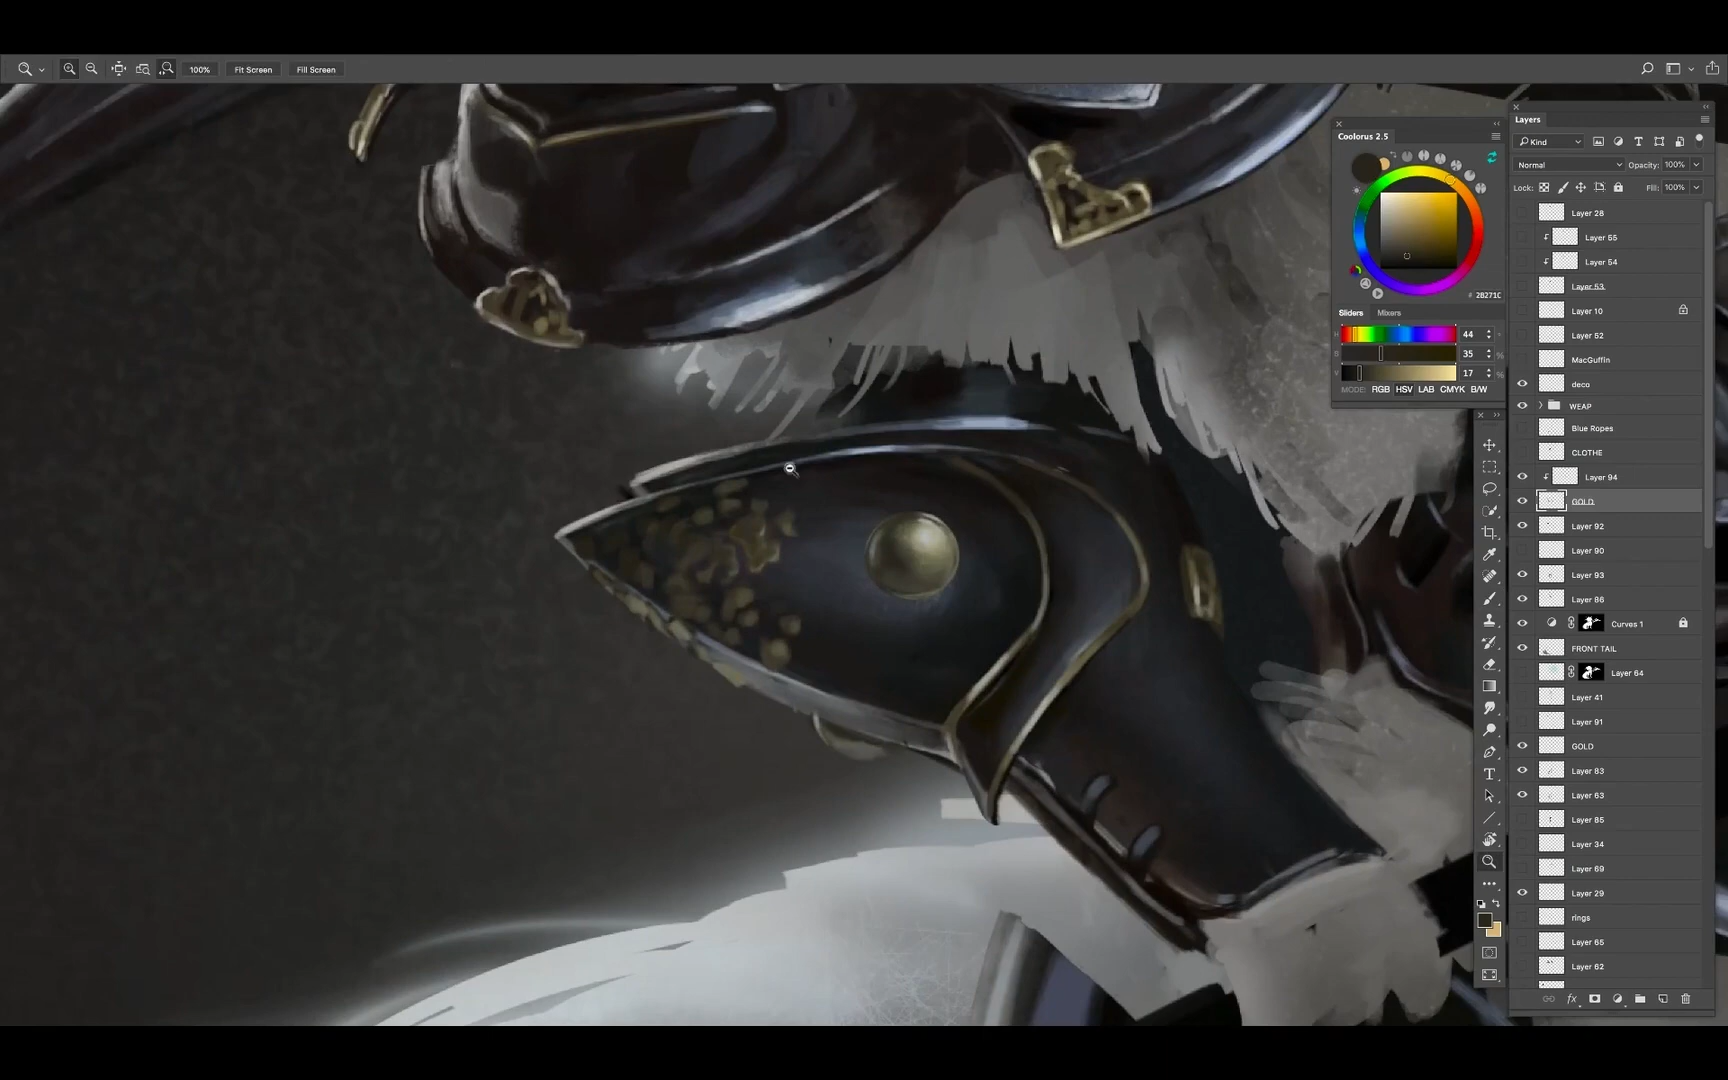 100%
Fit Screen
Fill Screen
Layers
Coolorus 2.5
Kind
Normal
Opacity: 100%
Lock:
Fill: 100%
Layer 28
Layer 55
Layer 54
Layer 53
# 2B271C
Layer 10
Sliders
Mixers
H
44
°
Layer 52
S
35
%
MacGuffin
V
17
%
deco
MODE:
RGB
HSV
LAB
CMYK
B/W
WEAP
Blue Ropes
CLOTHE
Layer 94
GOLD
Layer 92
Layer 90
Layer 93
Layer 86
Curves 1
FRONT TAIL
Layer 64
Layer 41
Layer 91
GOLD
Layer 83
Layer 63
Layer 85
Layer 34
Layer 69
Layer 29
rings
Layer 65
Layer 62
fx